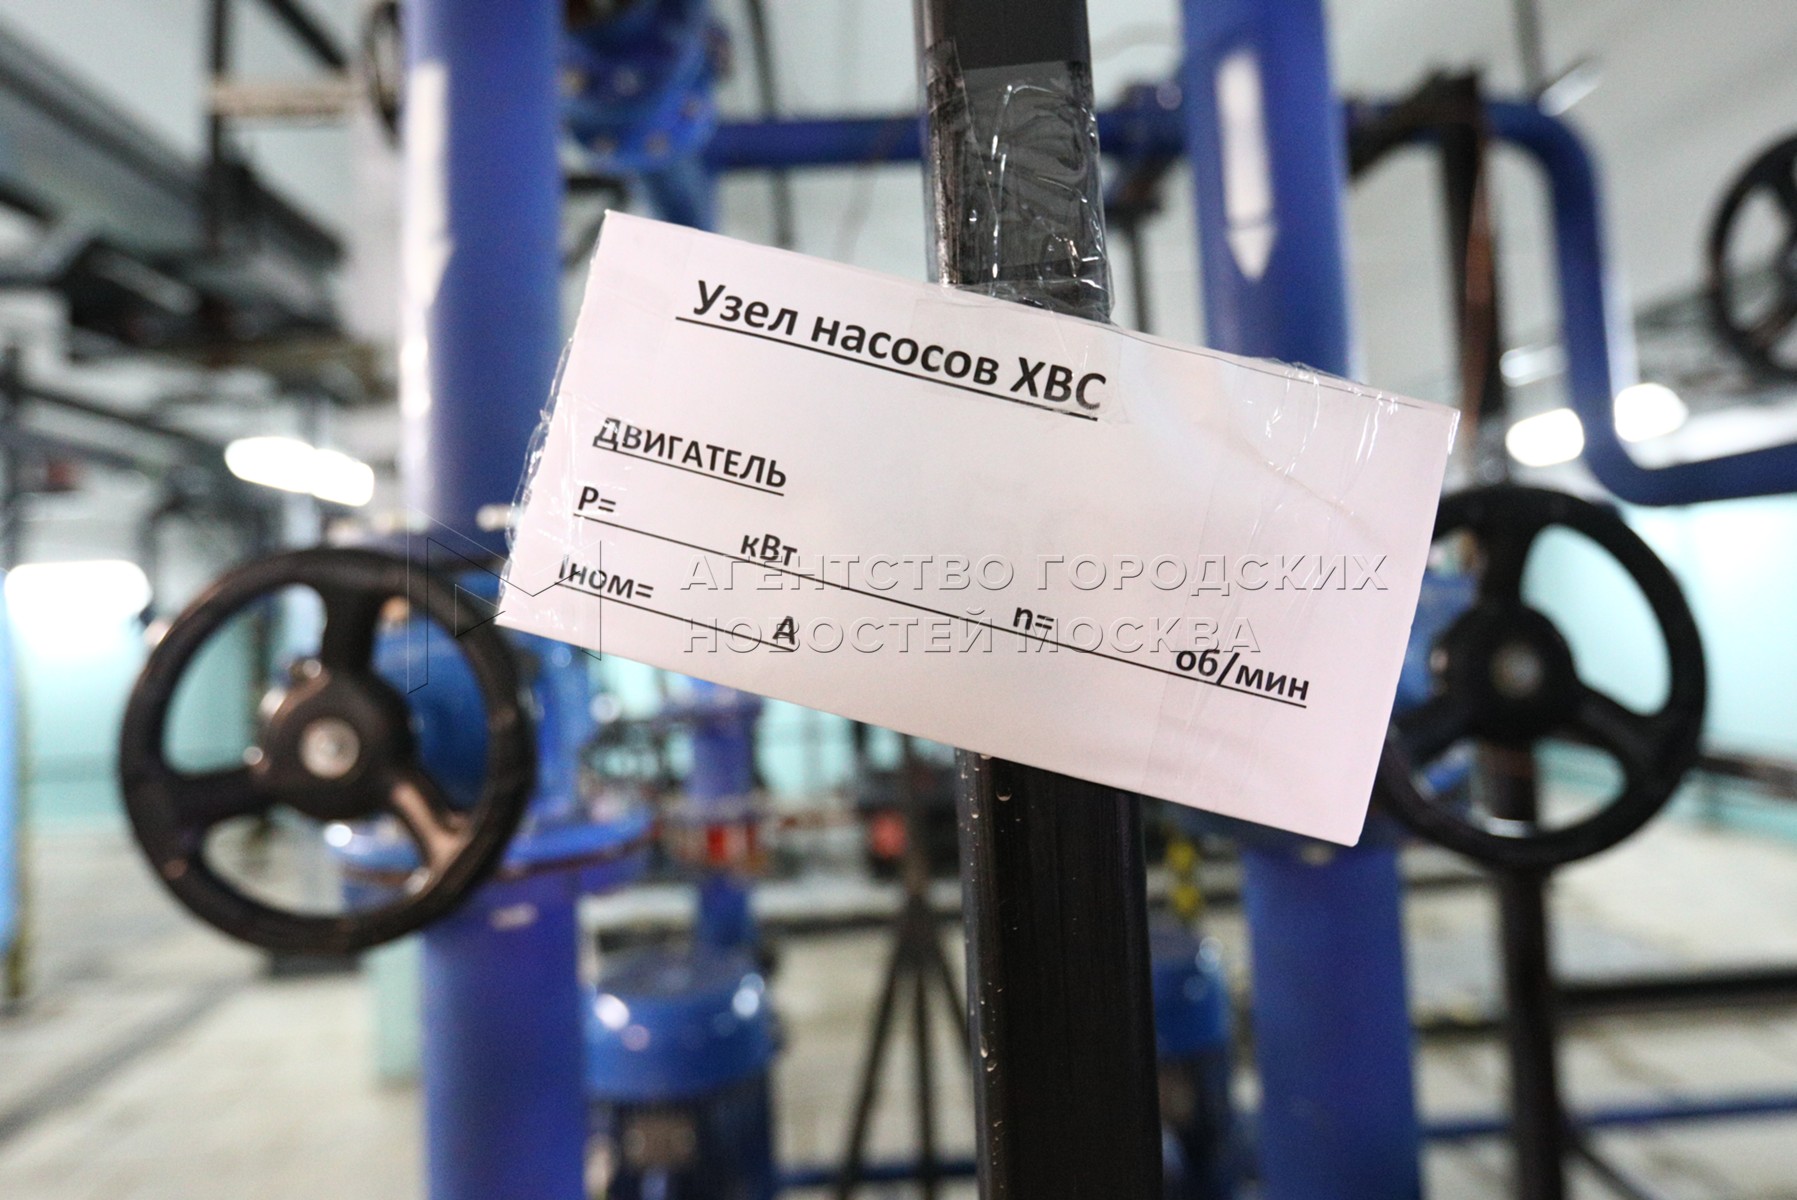 Узел насосов ХВС
ДВИГАТЕЛЬ
P= кВт n= об/мин
Iном= А
АГЕНТСТВО ГОРОДСКИХ
НОВОСТЕЙ МОСКВА